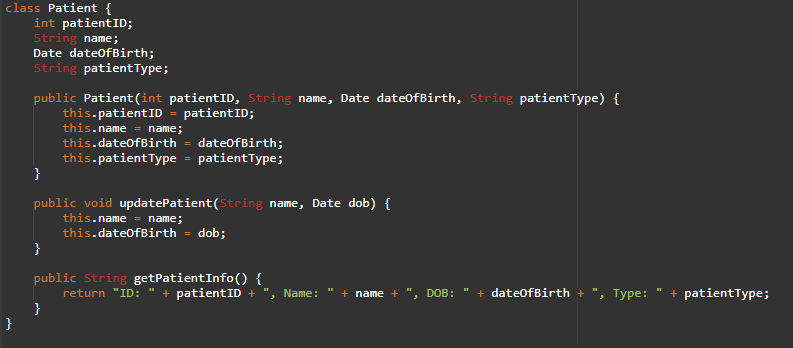 class Patient {
    int patientID;
    String name;
    Date dateOfBirth;
    String patientType;

    public Patient(int patientID, String name, Date dateOfBirth, String patientType) {
        this.patientID = patientID;
        this.name = name;
        this.dateOfBirth = dateOfBirth;
        this.patientType = patientType;
    }

    public void updatePatient(String name, Date dob) {
        this.name = name;
        this.dateOfBirth = dob;
    }

    public String getPatientInfo() {
        return "ID: " + patientID + ", Name: " + name + ", DOB: " + dateOfBirth + ", Type: " + patientType;
    }
}